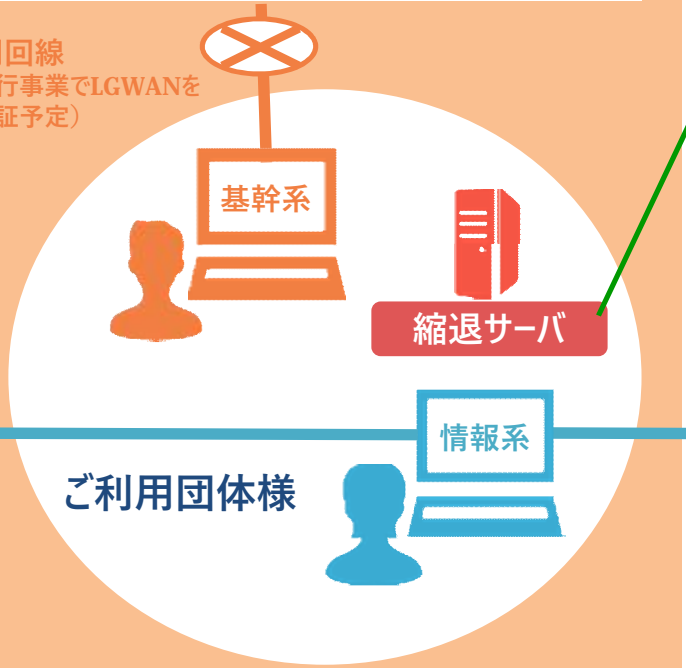 回線
行事業でLGWANを
証予定）
基幹系
縮退サーバ
情報系
ご利用団体様